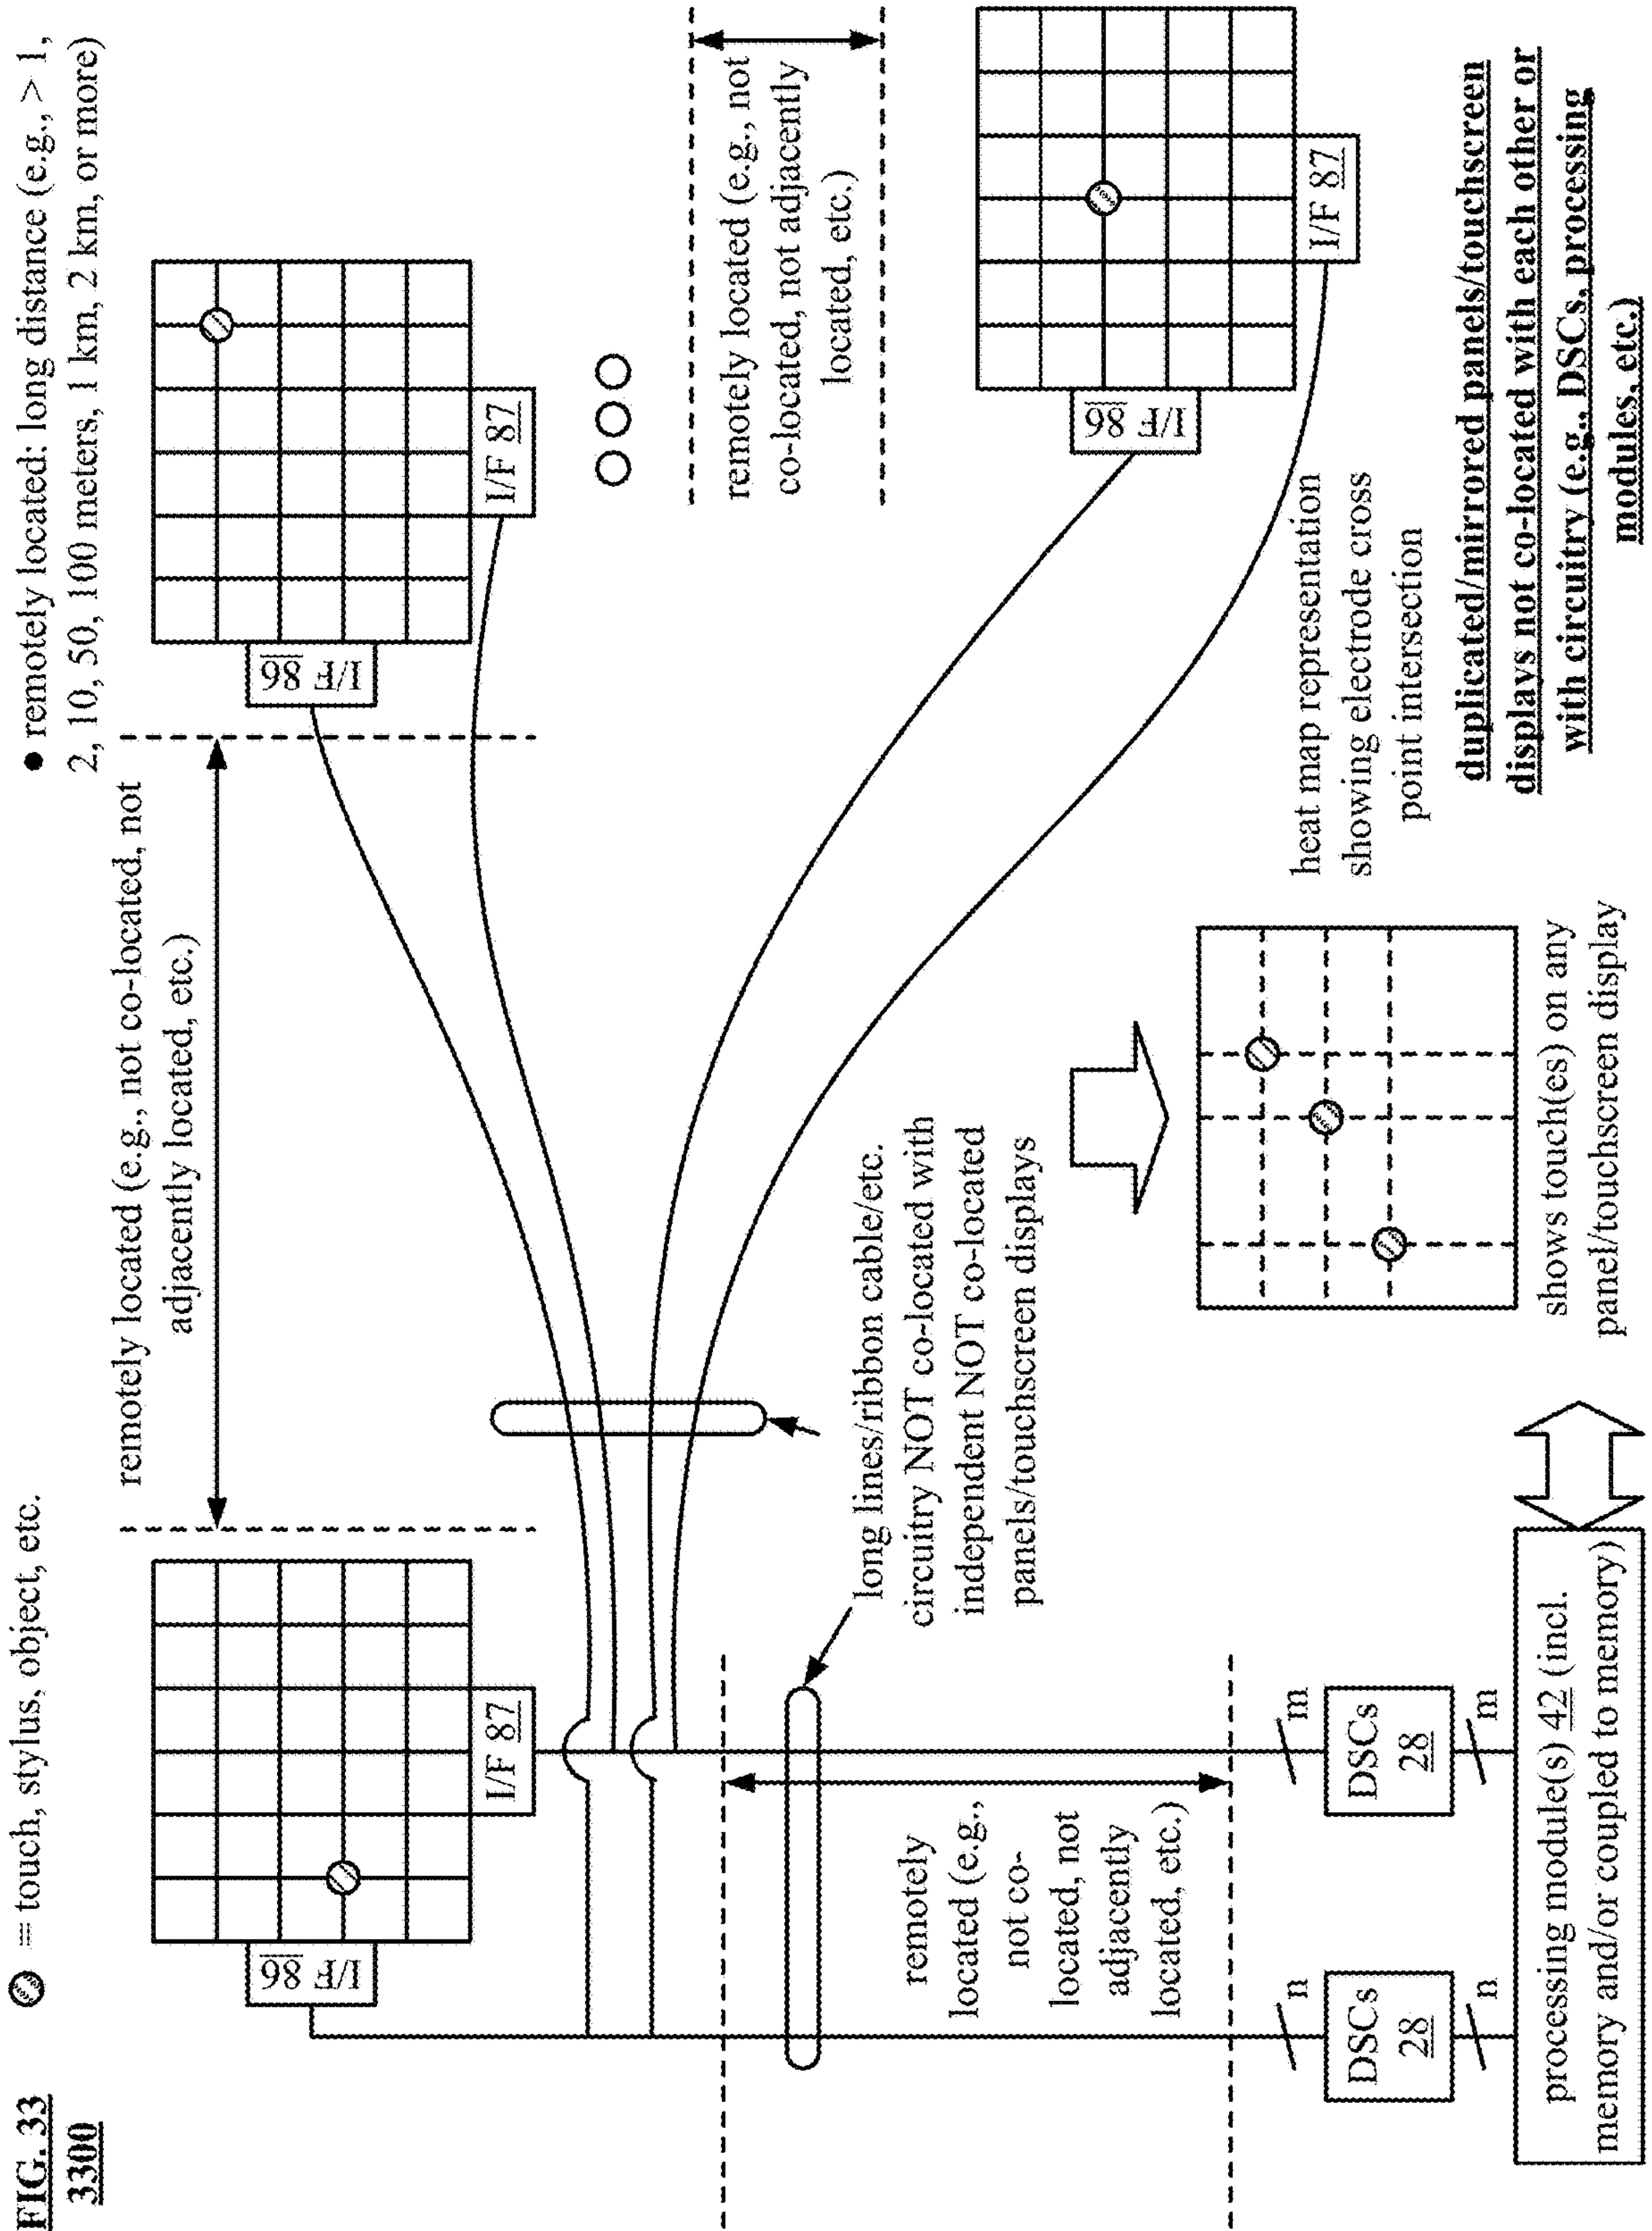 FIG. 33
3300
= touch, stylus, object, etc.
● remotely located: long distance (e.g., > 1,
2, 10, 50, 100 meters, 1 km, 2 km, or more)
remotely located (e.g., not co-located, not
adjacently located, etc.)
I/F 86
I/F 87
I/F 86
I/F 87
remotely located (e.g., not
co-located, not adjacently
located, etc.)
I/F 86
I/F 87
long lines/ribbon cable/etc.
circuitry NOT co-located with
independent NOT co-located
panels/touchscreen displays
remotely
located (e.g.,
not co-
located, not
adjacently
located, etc.)
n
m
DSCs
28
DSCs
28
n
m
processing module(s) 42 (incl.
memory and/or coupled to memory)
heat map representation
showing electrode cross
point intersection
shows touch(es) on any
panel/touchscreen display
duplicated/mirrored panels/touchscreen
displays not co-located with each other or
with circuitry (e.g., DSCs, processing
modules, etc.)